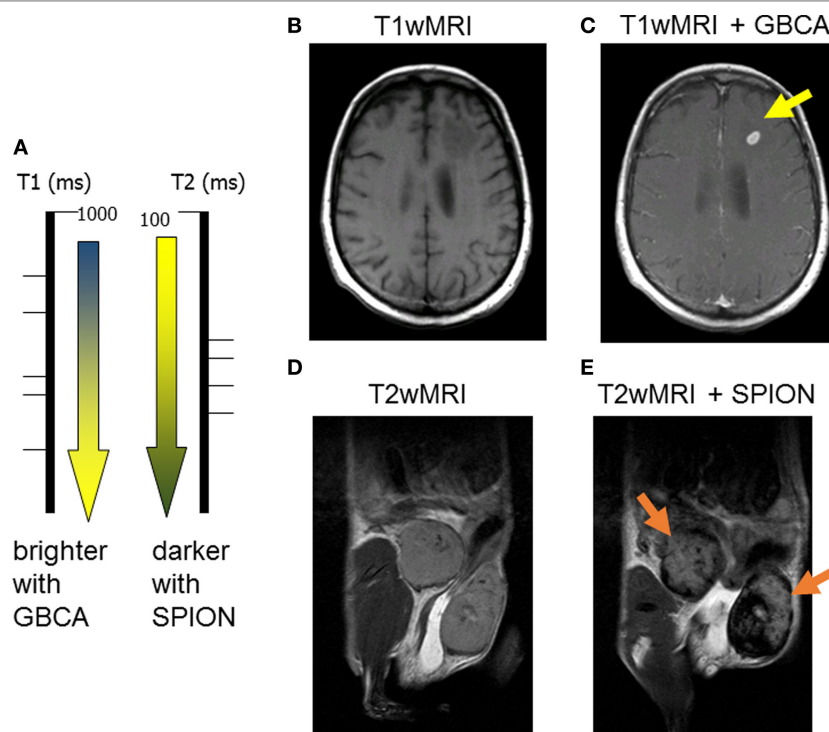 A
T1 (ms)
T2 (ms)
1000
100
brighter
with
GBCA
darker
with
SPION
B
T1wMRI
C
T1wMRI + GBCA
D
T2wMRI
E
T2wMRI + SPION